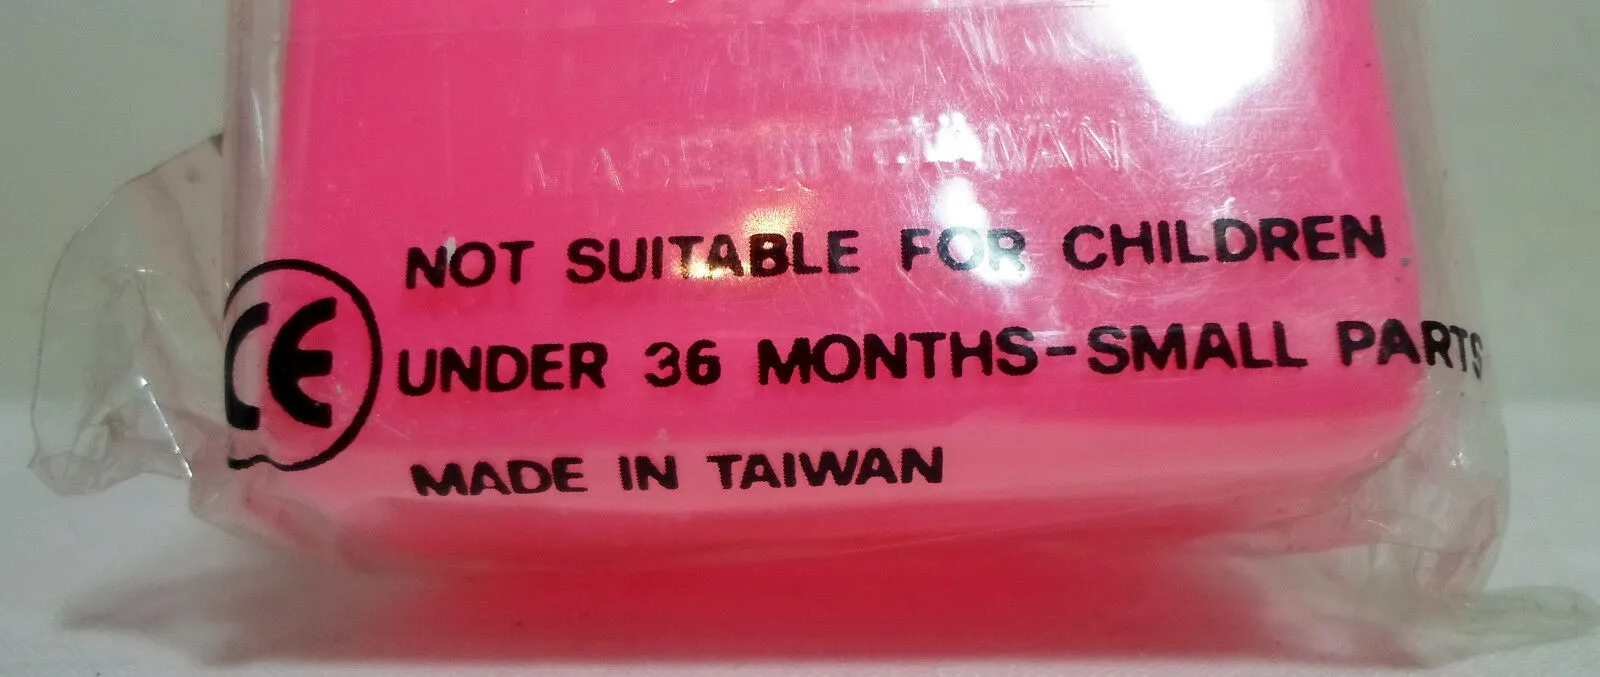 MADE IN TAIWAN
NOT SUITABLE FOR CHILDREN
CE
UNDER 36 MONTHS-SMALL PARTS
MADE IN TAIWAN